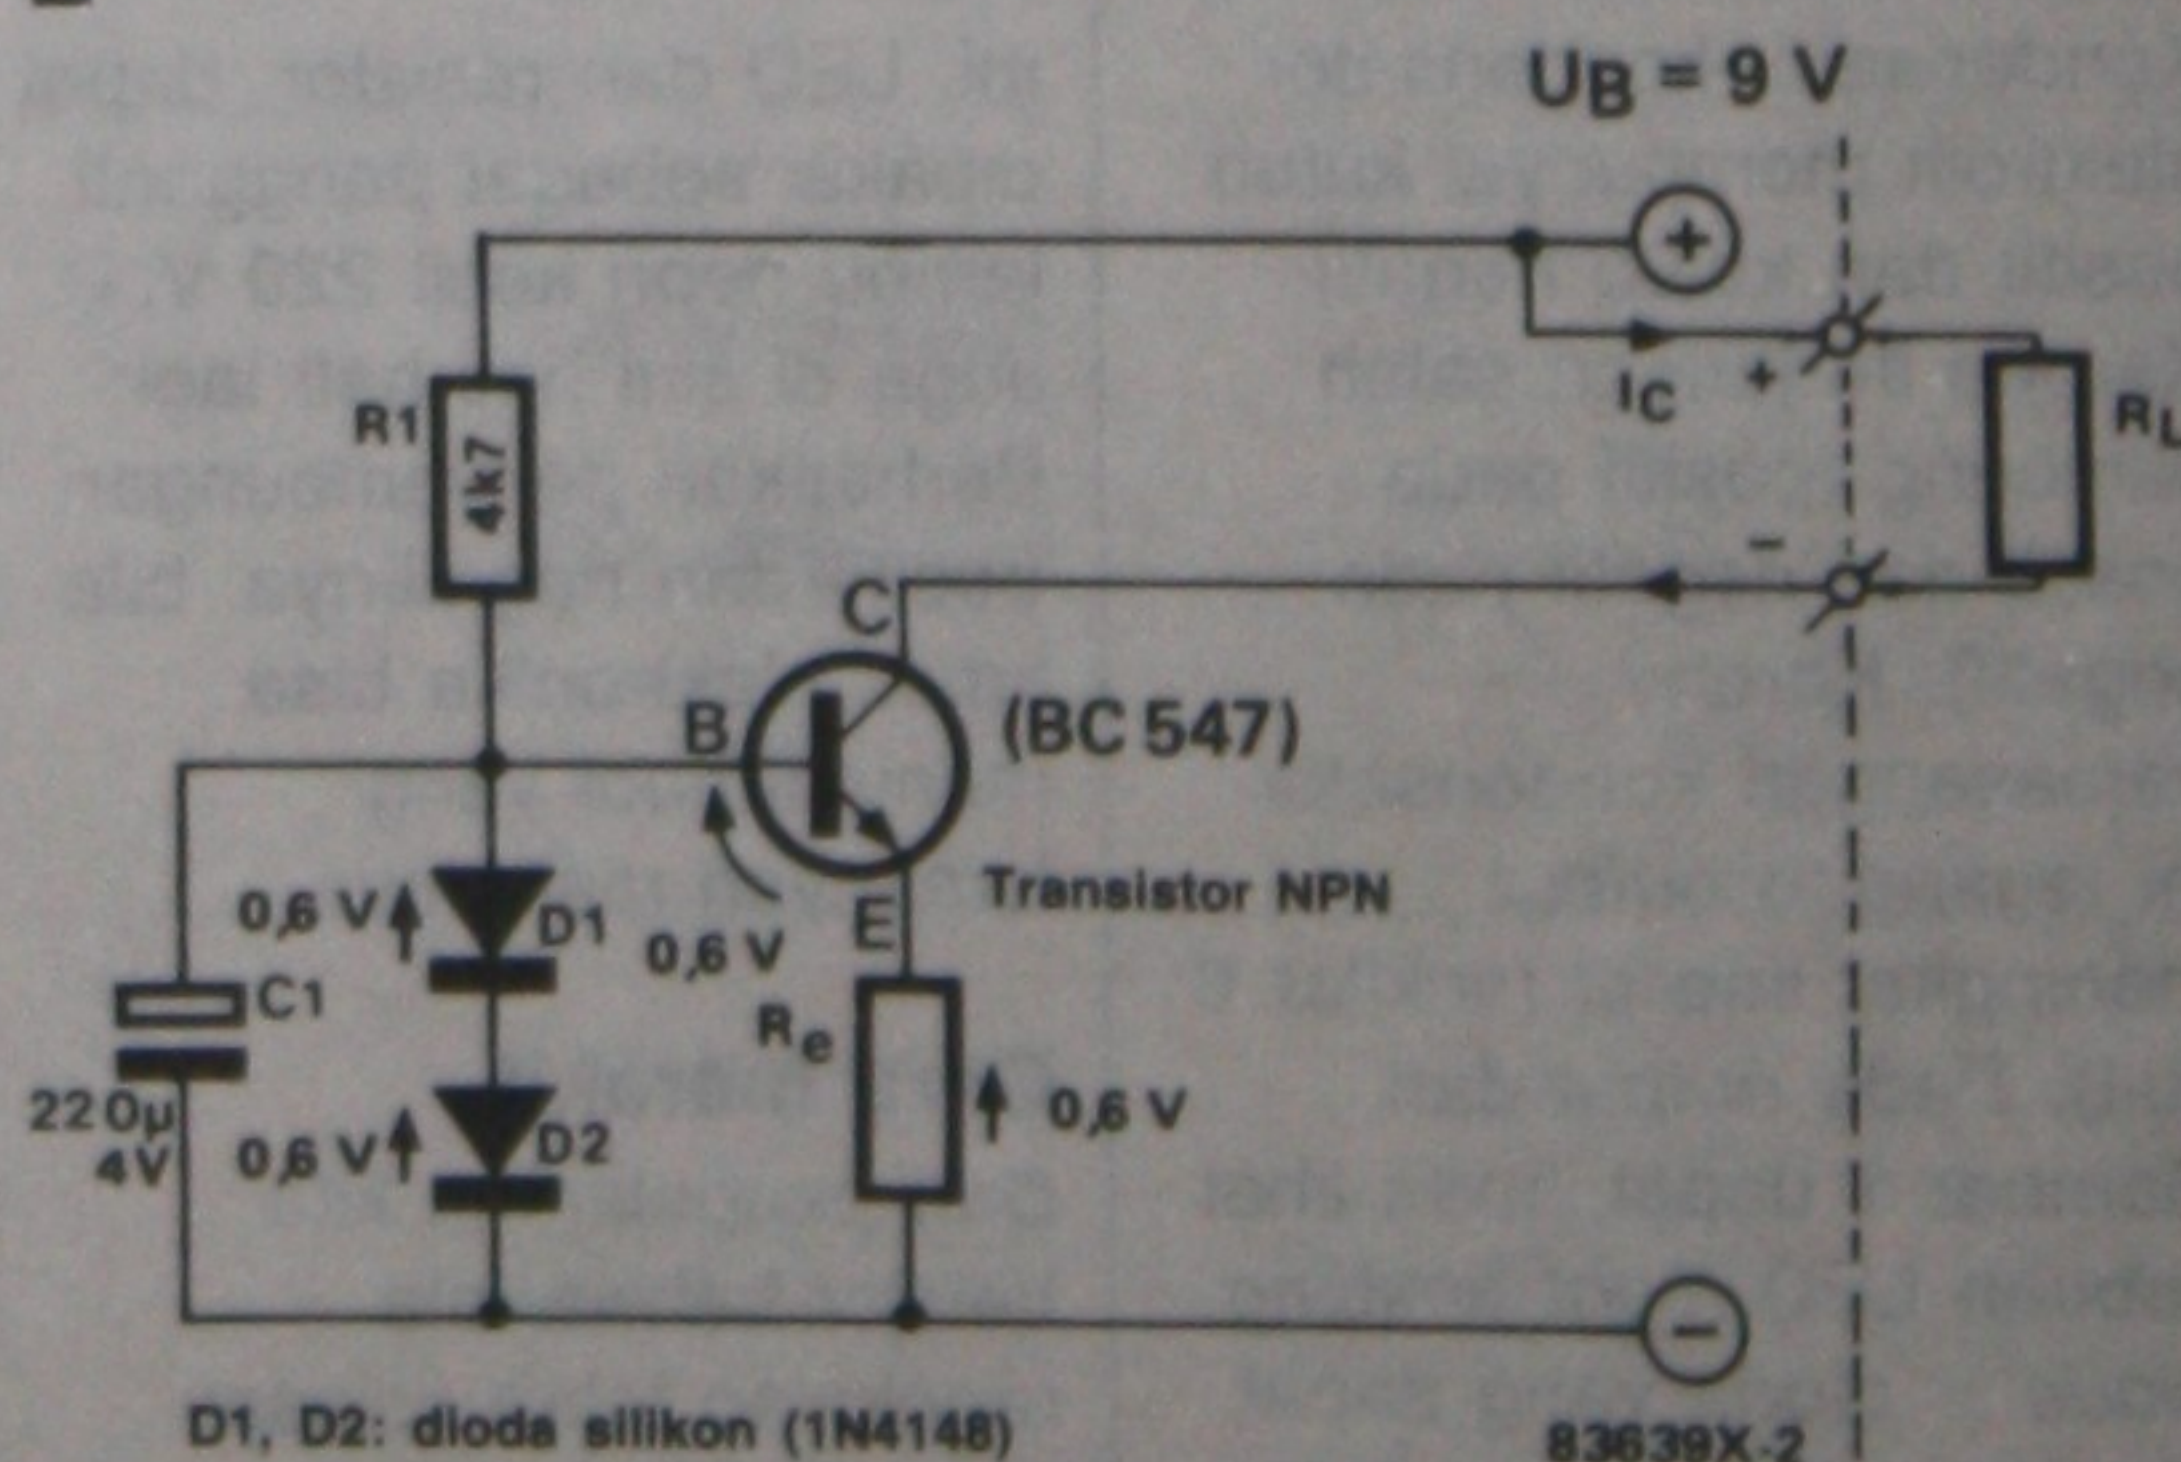 UB = 9 V
+
IC
+
RL
R1
4k7
−
C
B
(BC 547)
Transistor NPN
0,6 V
D1
0,6 V
E
C1
Re
220µ
4V
0,6 V
D2
0,6 V
−
D1, D2: dioda silikon (1N4148)
83639X-2